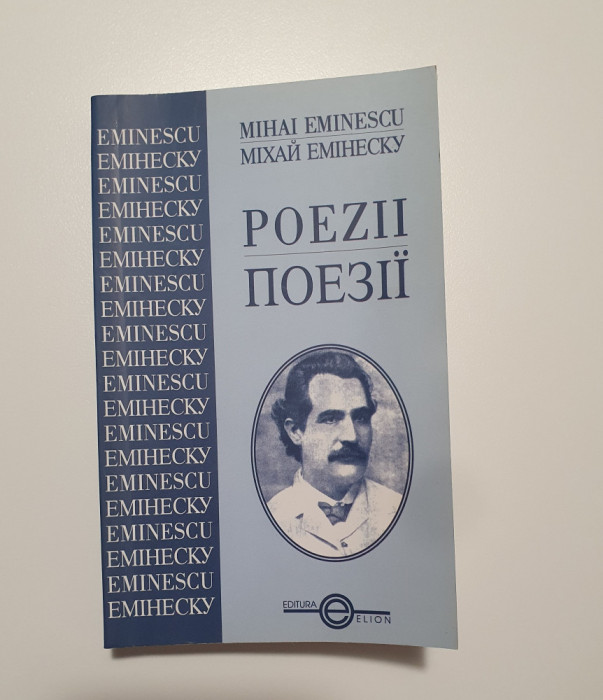 EMINESCU
ЕМІНЕСКУ
EMINESCU
ЕМІНЕСКУ
EMINESCU
ЕМІНЕСКУ
EMINESCU
ЕМІНЕСКУ
EMINESCU
ЕМІНЕСКУ
EMINESCU
ЕМІНЕСКУ
EMINESCU
ЕМІНЕСКУ
EMINESCU
ЕМІНЕСКУ
EMINESCU
ЕМІНЕСКУ
EMINESCU
ЕМІНЕСКУ
MIHAI EMINESCU
МІХАЙ ЕМІНЕСКУ
POEZII
ПОЕЗІЇ
EDITURA
ELION